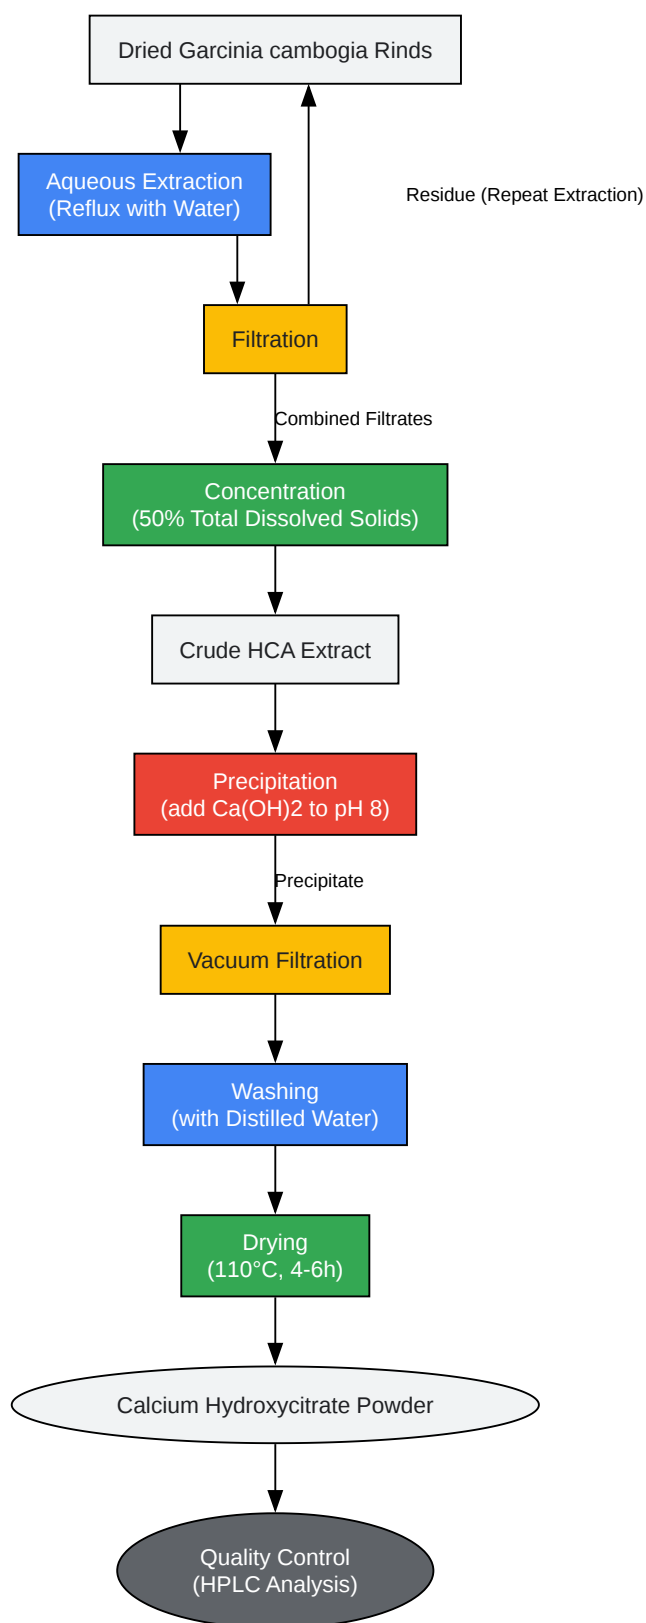 Dried Garcinia cambogia Rinds
Aqueous Extraction
(Reflux with Water)
Residue (Repeat Extraction)
Filtration
Combined Filtrates
Concentration
(50% Total Dissolved Solids)
Crude HCA Extract
Precipitation
(add Ca(OH)2 to pH 8)
Precipitate
Vacuum Filtration
Washing
(with Distilled Water)
Drying
(110°C, 4-6h)
Calcium Hydroxycitrate Powder
Quality Control
(HPLC Analysis)